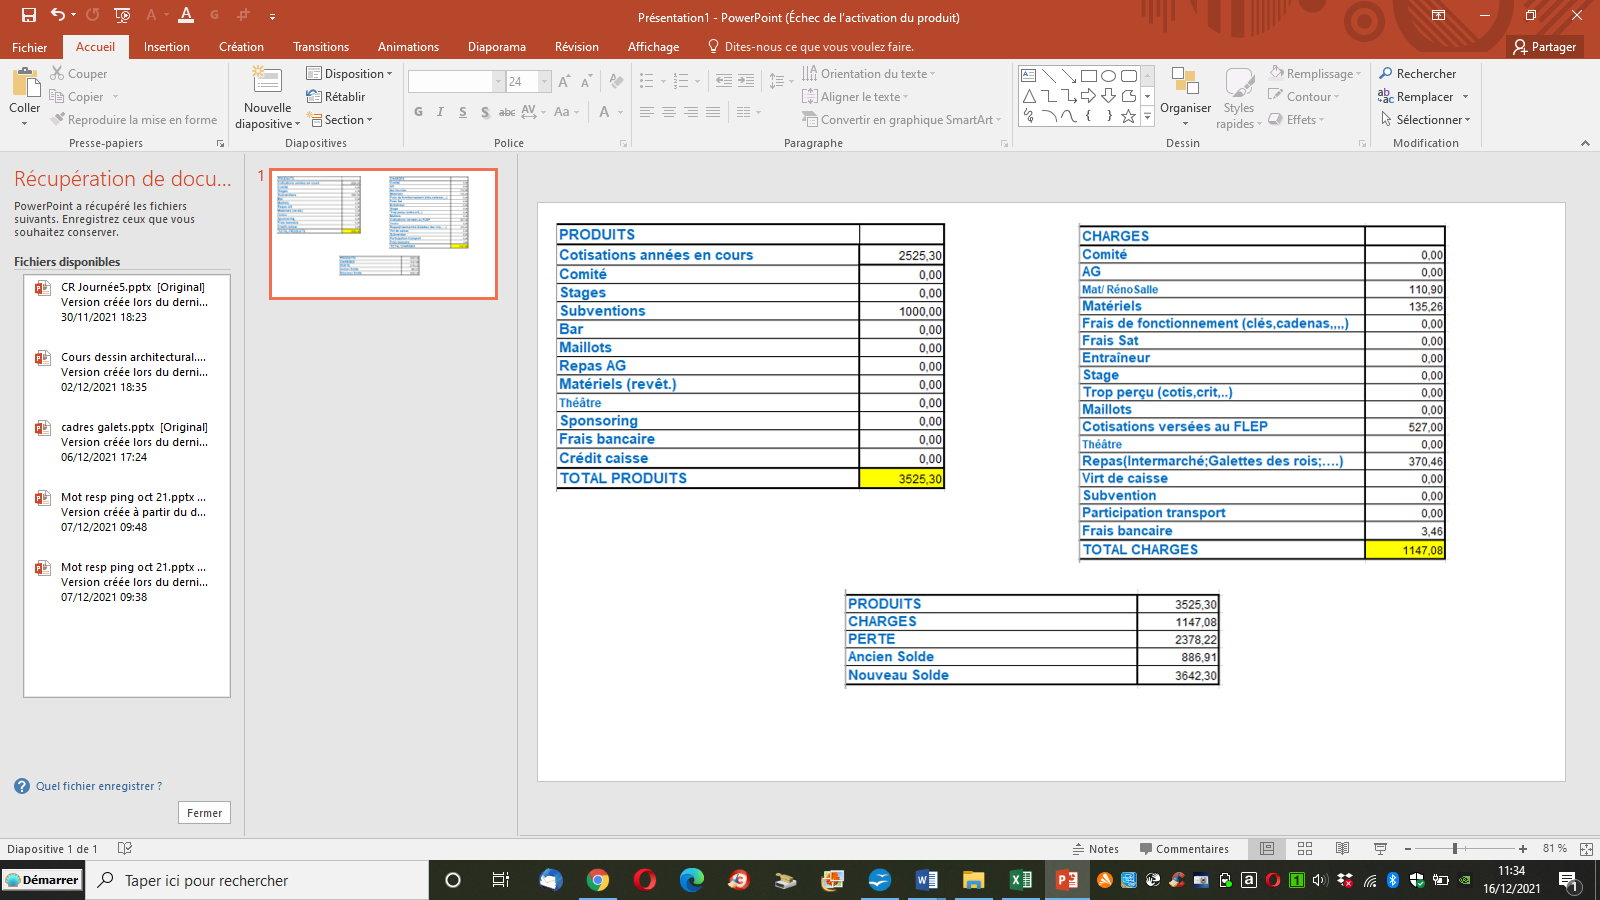 Présentation1 - PowerPoint (Échec de l'activation du produit)
Fichier Accueil Insertion Création Transitions Animations Diaporama Révision Affichage Dites-nous ce que vous voulez faire. Partager
Coller
Couper
Copier
Reproduire la mise en forme
Presse-papiers
Nouvelle diapositive
Disposition
Rétablir
Section
Diapositives
24
G I S S abc AV Aa A
Police
Orientation du texte
Aligner le texte
Convertir en graphique SmartArt
Paragraphe
Organiser
Styles rapides
Remplissage
Contour
Effets
Dessin
Rechercher
Remplacer
Sélectionner
Modification
Récupération de docu...
PowerPoint a récupéré les fichiers
suivants. Enregistrez ceux que vous
souhaitez conserver.
Fichiers disponibles
CR Journée5.pptx [Original]
Version créée lors du derni...
30/11/2021 18:23
Cours dessin architectural....
Version créée lors du derni...
02/12/2021 18:35
cadres galets.pptx [Original]
Version créée lors du derni...
06/12/2021 17:24
Mot resp ping oct 21.pptx ...
Version créée à partir du d...
07/12/2021 09:48
Mot resp ping oct 21.pptx ...
Version créée lors du derni...
07/12/2021 09:38
Quel fichier enregistrer ?
Fermer
1
PRODUITS
Cotisations années en cours 2525,30
Comité 0,00
Stages 0,00
Subventions 1000,00
Bar 0,00
Maillots 0,00
Repas AG 0,00
Matériels (revêt.) 0,00
Théâtre 0,00
Sponsoring 0,00
Frais bancaire 0,00
Crédit caisse 0,00
TOTAL PRODUITS 3525,30
CHARGES
Comité 0,00
AG 0,00
Mat/ Réno Salle 110,90
Matériels 135,26
Frais de fonctionnement (clés,cadenas,,,,) 0,00
Frais Sat 0,00
Entraîneur 0,00
Stage 0,00
Trop perçu (cotis,crit,..) 0,00
Maillots 0,00
Cotisations versées au FLEP 527,00
Théâtre 0,00
Repas(Intermarché;Galettes des rois;....) 370,46
Virt de caisse 0,00
Subvention 0,00
Participation transport 0,00
Frais bancaire 3,46
TOTAL CHARGES 1147,08
PRODUITS 3525,30
CHARGES 1147,08
PERTE 2378,22
Ancien Solde 886,91
Nouveau Solde 3642,30
Diapositive 1 de 1
Notes Commentaires 81 %
Démarrer
Taper ici pour rechercher
11:34
16/12/2021
1